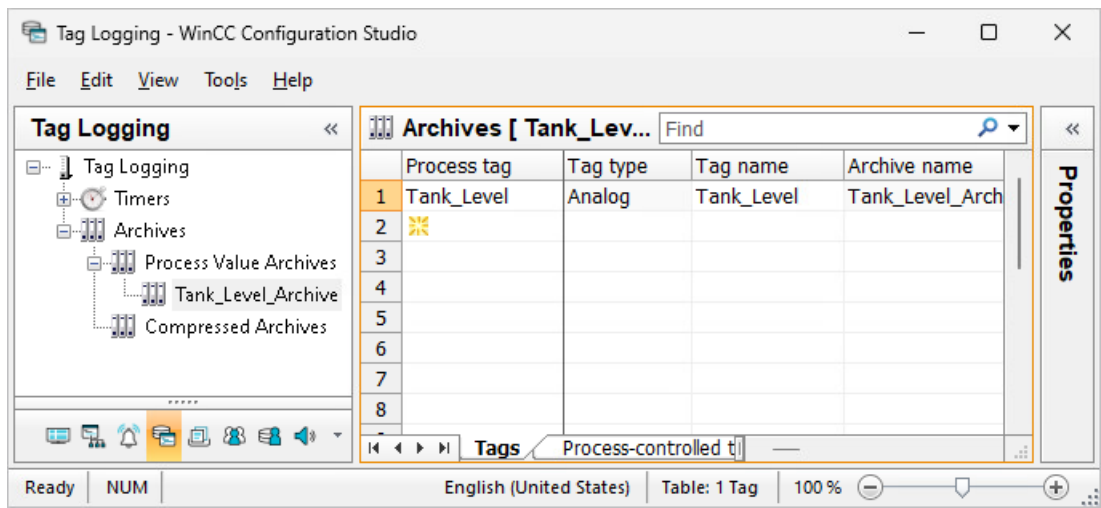 Tag Logging - WinCC Configuration Studio
File Edit View Tools Help
Tag Logging «
Archives [ Tank_Lev... Find
«
Properties
Tag Logging
Timers
Archives
Process Value Archives
Tank_Level_Archive
Compressed Archives
Process tag Tag type Tag name Archive name
1 Tank_Level Analog Tank_Level Tank_Level_Arch
2
3
4
5
6
7
8
Tags Process-controlled t
Ready NUM English (United States) Table: 1 Tag 100 %